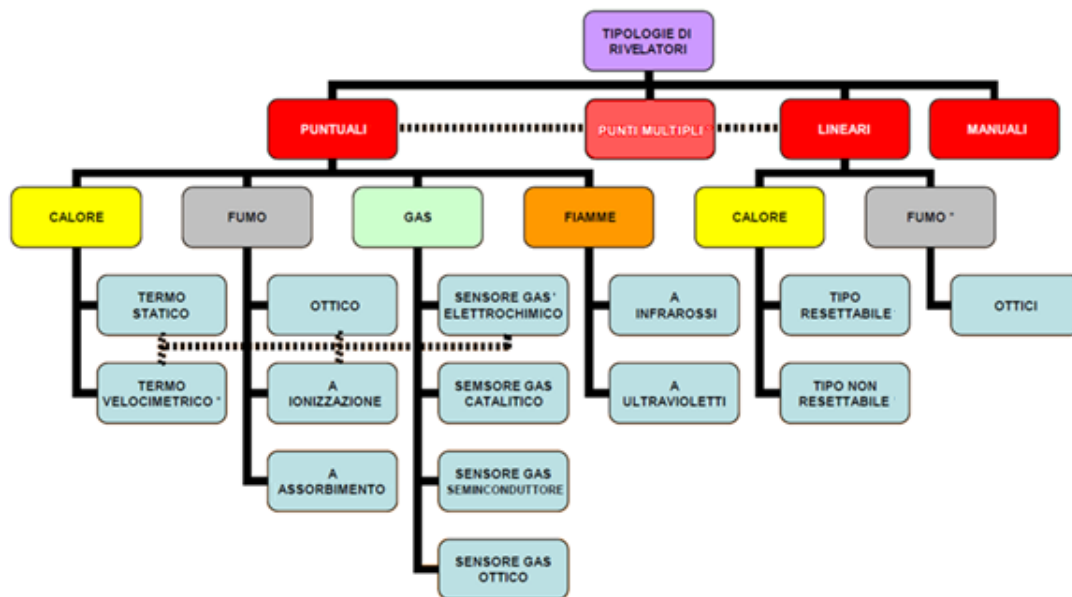 TIPOLOGIE DI
RIVELATORI
PUNTUALI
PUNTI MULTIPLI
LINEARI
MANUALI
CALORE
FUMO
GAS
FIAMME
CALORE
FUMO *
TERMO
STATICO
OTTICO
SENSORE GAS'
ELETTROCHIMICO
A
INFRAROSSI
TIPO
RESETTABILE
OTTICI
TERMO
VELOCIMETRICO *
A
IONIZZAZIONE
SEMSORE GAS
CATALITICO
A
ULTRAVIOLETTI
TIPO NON
RESETTABILE
A
ASSORBIMENTO
SENSORE GAS
SEMINCONDUTTORE
SENSORE GAS
OTTICO